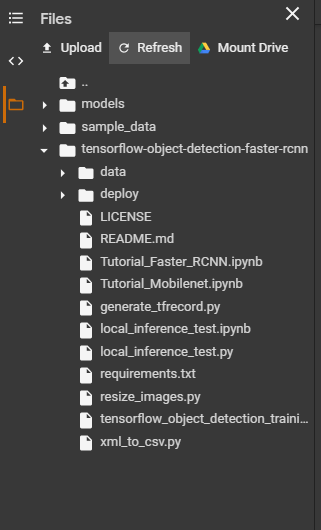 Files
Upload Refresh Mount Drive
..
models
sample_data
tensorflow-object-detection-faster-rcnn
data
deploy
LICENSE
README.md
Tutorial_Faster_RCNN.ipynb
Tutorial_Mobilenet.ipynb
generate_tfrecord.py
local_inference_test.ipynb
local_inference_test.py
requirements.txt
resize_images.py
tensorflow_object_detection_traini...
xml_to_csv.py